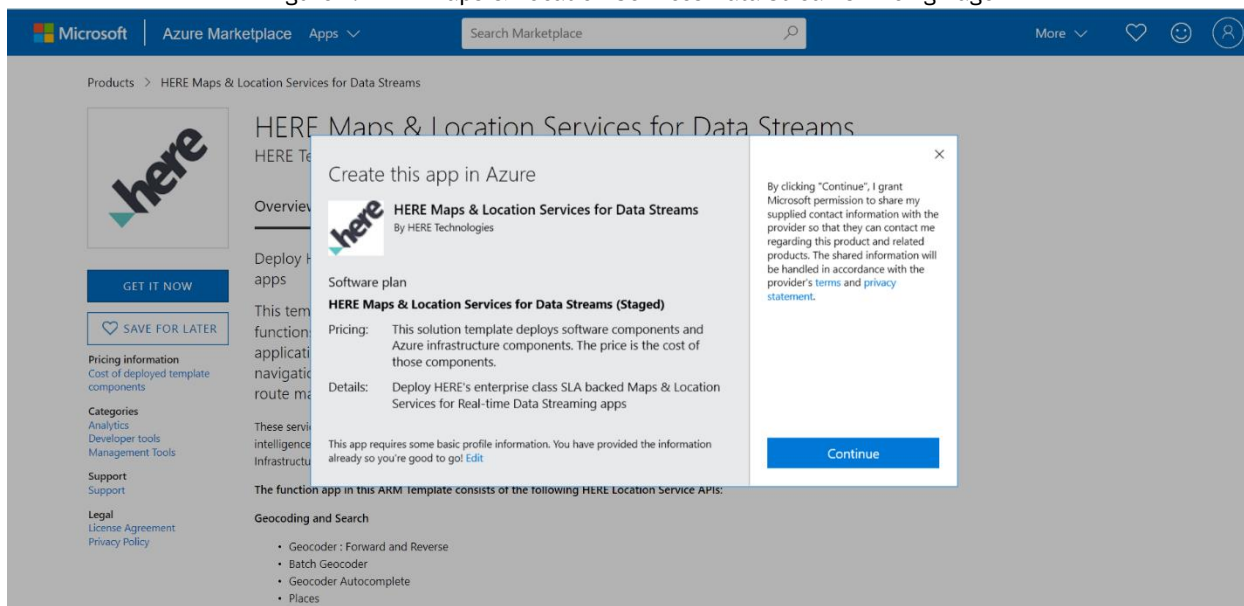 Microsoft
Azure Marketplace
Apps
Search Marketplace
More
Products > HERE Maps & Location Services for Data Streams
here
HERE Maps & Location Services for Data Streams
HERE
GET IT NOW
SAVE FOR LATER
Pricing information
Cost of deployed template
components
Categories
Analytics
Developer tools
Management Tools
Support
Support
Legal
License Agreement
Privacy Policy
Deploy
apps
This
route
These
intelligence
Create this app in Azure
here
HERE Maps & Location Services for Data Streams
By HERE Technologies
Software plan
HERE Maps & Location Services for Data Streams (Staged)
Pricing: This solution template deploys software components and
Azure infrastructure components. The price is the cost of
those components.
Details: Deploy HERE's enterprise class SLA backed Maps & Location
Services for Real-time Data Streaming apps
This app requires some basic profile information. You have provided the information
already so you're good to go! Edit
By clicking "Continue", I grant
Microsoft permission to share my
supplied contact information with the
provider so that they can contact me
regarding this product and related
products. The shared information will
be handled in accordance with the
provider's terms and privacy
statement.
Continue
The function app in this ARM Template consists of the following HERE Location Service APIs:
Geocoding and Search
• Geocoder : Forward and Reverse
• Batch Geocoder
• Geocoder Autocomplete
• Places